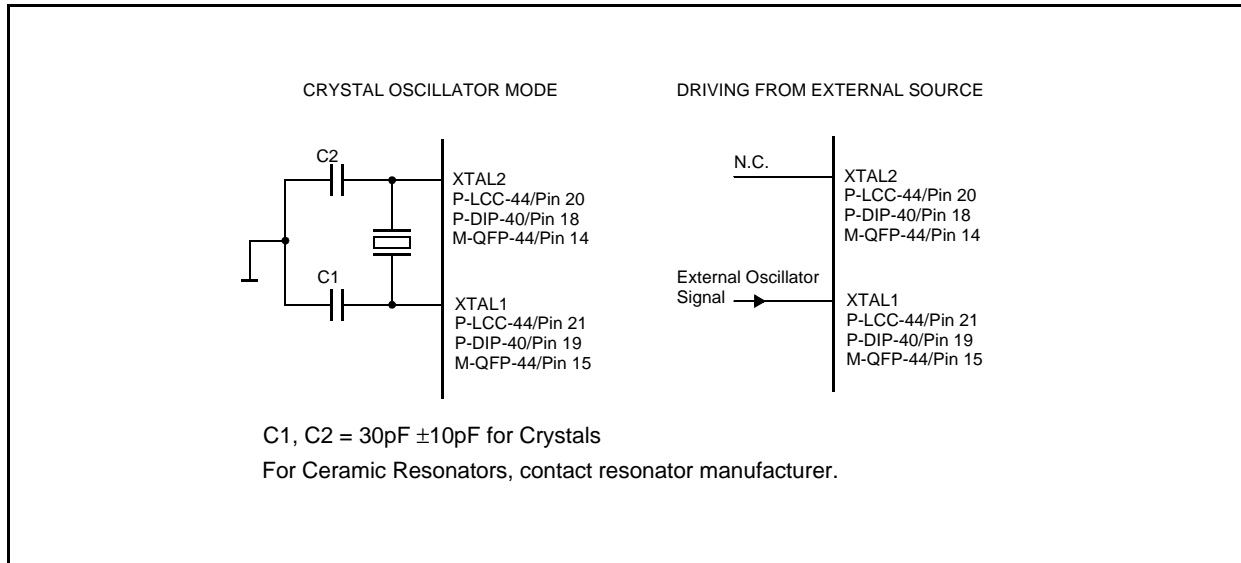 CRYSTAL OSCILLATOR MODE
C2
XTAL2
P-LCC-44/Pin 20
P-DIP-40/Pin 18
M-QFP-44/Pin 14
C1
XTAL1
P-LCC-44/Pin 21
P-DIP-40/Pin 19
M-QFP-44/Pin 15
DRIVING FROM EXTERNAL SOURCE
N.C.
XTAL2
P-LCC-44/Pin 20
P-DIP-40/Pin 18
M-QFP-44/Pin 14
External Oscillator
Signal
XTAL1
P-LCC-44/Pin 21
P-DIP-40/Pin 19
M-QFP-44/Pin 15
C1, C2 = 30pF ±10pF for Crystals
For Ceramic Resonators, contact resonator manufacturer.